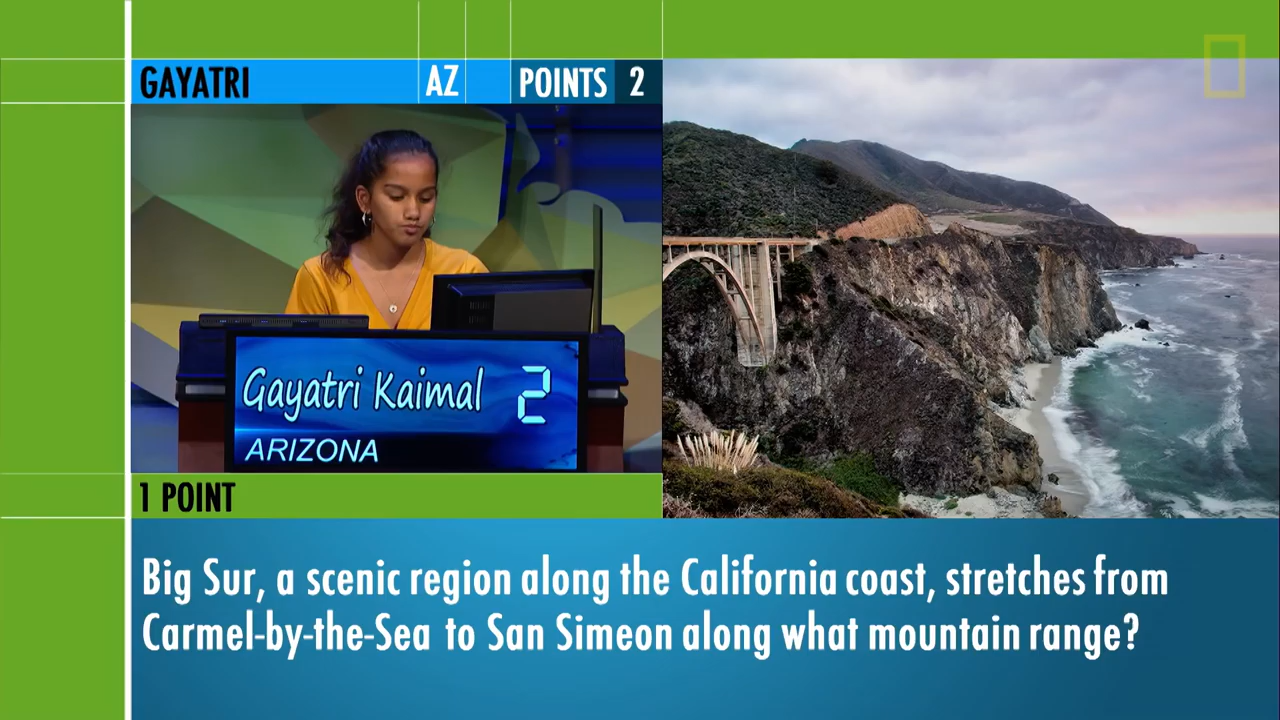 GAYATRI AZ POINTS 2
Gayatri Kaimal 2
ARIZONA
1 POINT
Big Sur, a scenic region along the California coast, stretches from
Carmel-by-the-Sea to San Simeon along what mountain range?